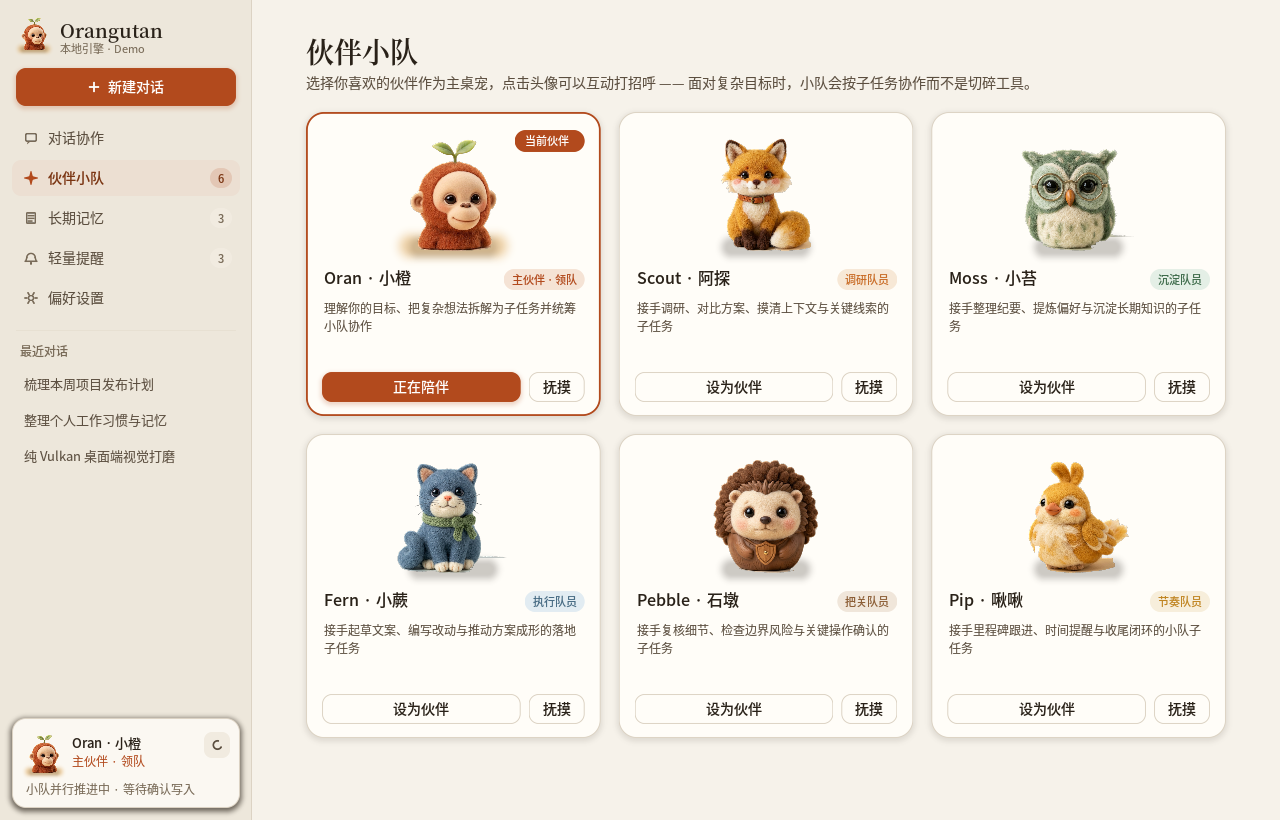 Orangutan
本地引擎 · Demo
新建对话
对话协作
伙伴小队 6
长期记忆 3
轻量提醒 3
偏好设置
最近对话
梳理本周项目发布计划
整理个人工作习惯与记忆
纯 Vulkan 桌面端视觉打磨
Oran · 小橙
主伙伴 · 领队
小队并行推进中 · 等待确认写入
伙伴小队
选择你喜欢的伙伴作为主桌宠，点击头像可以互动打招呼 —— 面对复杂目标时，小队会按子任务协作而不是切碎工具。
当前伙伴
Oran · 小橙
主伙伴 · 领队
理解你的目标、把复杂想法拆解为子任务并统筹
小队协作
正在陪伴
抚摸
Scout · 阿探
调研队员
接手调研、对比方案、摸清上下文与关键线索的
子任务
设为伙伴
抚摸
Moss · 小苔
沉淀队员
接手整理纪要、提炼偏好与沉淀长期知识的子任
务
设为伙伴
抚摸
Fern · 小蕨
执行队员
接手起草文案、编写改动与推动方案成形的落地
子任务
设为伙伴
抚摸
Pebble · 石墩
把关队员
接手复核细节、检查边界风险与关键操作确认的
子任务
设为伙伴
抚摸
Pip · 啾啾
节奏队员
接手里程碑跟进、时间提醒与收尾闭环的小队子
任务
设为伙伴
抚摸